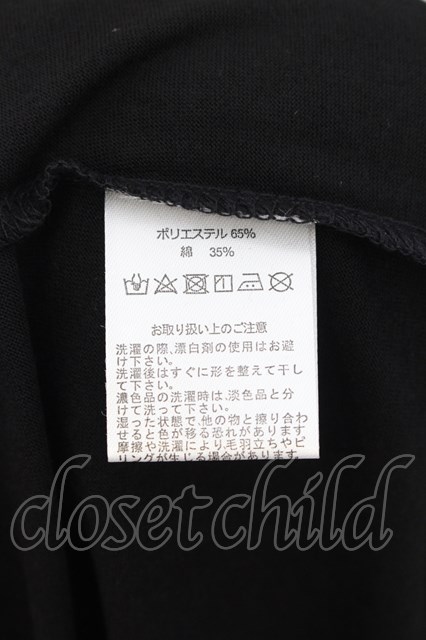 ポリエステル 65%
綿 35%
お取り扱い上のご注意
洗濯の際、漂白剤の使用はお避
け下さい。
洗濯後はすぐに形を整えて干し
て下さい。
濃色品の洗濯時は、淡色品と分
けて洗って下さい。
湿った状態で、他の物と擦り合わ
せると色が移る恐れがあります
摩擦や洗濯により、毛羽立ちやピ
リングが生じる場合があります
closetchild